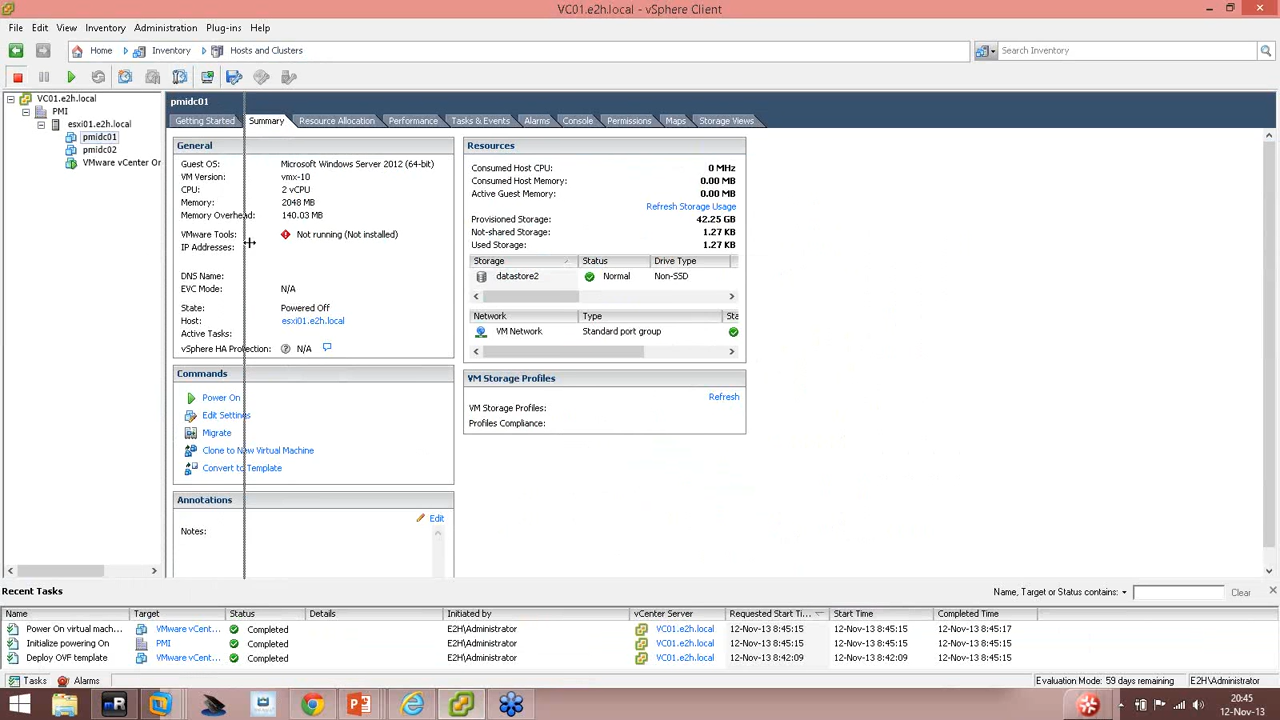 VC01.e2h.local - vSphere Client
File Edit View Inventory Administration Plug-ins Help
Home Inventory Hosts and Clusters Search Inventory
VC01.e2h.local
PMI
esxi01.e2h.local
pmidc01
pmidc02
VMware vCenter Or
pmidc01
Getting Started Summary Resource Allocation Performance Tasks & Events Alarms Console Permissions Maps Storage Views
General
Guest OS: Microsoft Windows Server 2012 (64-bit)
VM Version: vmx-10
CPU: 2 vCPU
Memory: 2048 MB
Memory Overhead: 140.03 MB
VMware Tools: Not running (Not installed)
IP Addresses:
DNS Name:
EVC Mode: N/A
State: Powered Off
Host: esxi01.e2h.local
Active Tasks:
vSphere HA Protection: N/A
Commands
Power On
Edit Settings
Migrate
Clone to New Virtual Machine
Convert to Template
Annotations
Edit
Notes:
Resources
Consumed Host CPU: 0 MHz
Consumed Host Memory: 0.00 MB
Active Guest Memory: 0.00 MB
Refresh Storage Usage
Provisioned Storage: 42.25 GB
Not-shared Storage: 1.27 KB
Used Storage: 1.27 KB
Storage Status Drive Type
datastore2 Normal Non-SSD
Network Type Sta
VM Network Standard port group
VM Storage Profiles
Refresh
VM Storage Profiles:
Profiles Compliance:
Recent Tasks Name, Target or Status contains: Clear
Name Target Status Details Initiated by vCenter Server Requested Start Ti... Start Time Completed Time
Power On virtual mach... VMware vCent... Completed E2H\Administrator VC01.e2h.local 12-Nov-13 8:45:15 12-Nov-13 8:45:15 12-Nov-13 8:45:17
Initialize powering On PMI Completed E2H\Administrator VC01.e2h.local 12-Nov-13 8:45:15 12-Nov-13 8:45:15 12-Nov-13 8:45:15
Deploy OVF template VMware vCent... Completed E2H\Administrator VC01.e2h.local 12-Nov-13 8:42:09 12-Nov-13 8:42:09 12-Nov-13 8:45:15
Tasks Alarms Evaluation Mode: 59 days remaining E2H\Administrator
20:45
12-Nov-13